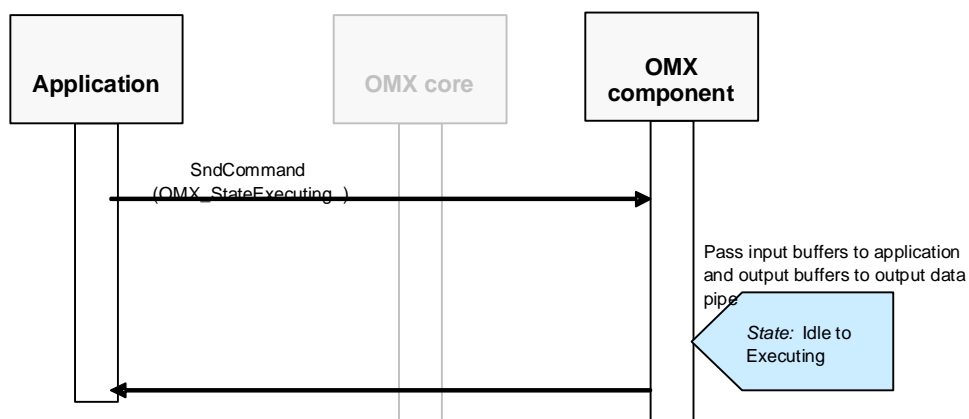 Application
OMX core
OMX
component
SndCommand
(OMX_StateExecuting..)
Pass input buffers to application
and output buffers to output data
pipe
State: Idle to
Executing